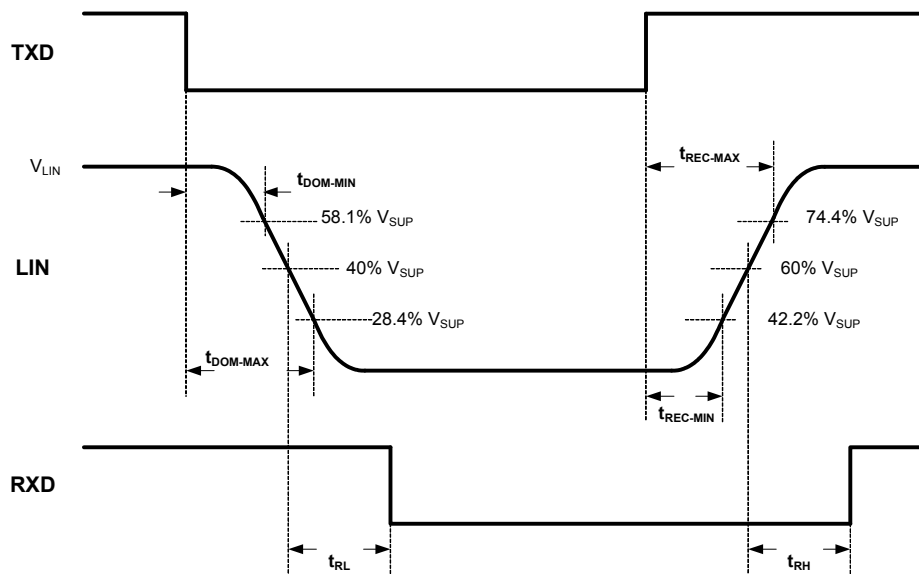 TXD
V_LIN
t_DOM-MIN
t_REC-MAX
58.1% V_SUP
74.4% V_SUP
LIN
40% V_SUP
60% V_SUP
28.4% V_SUP
42.2% V_SUP
t_DOM-MAX
t_REC-MIN
RXD
t_RL
t_RH